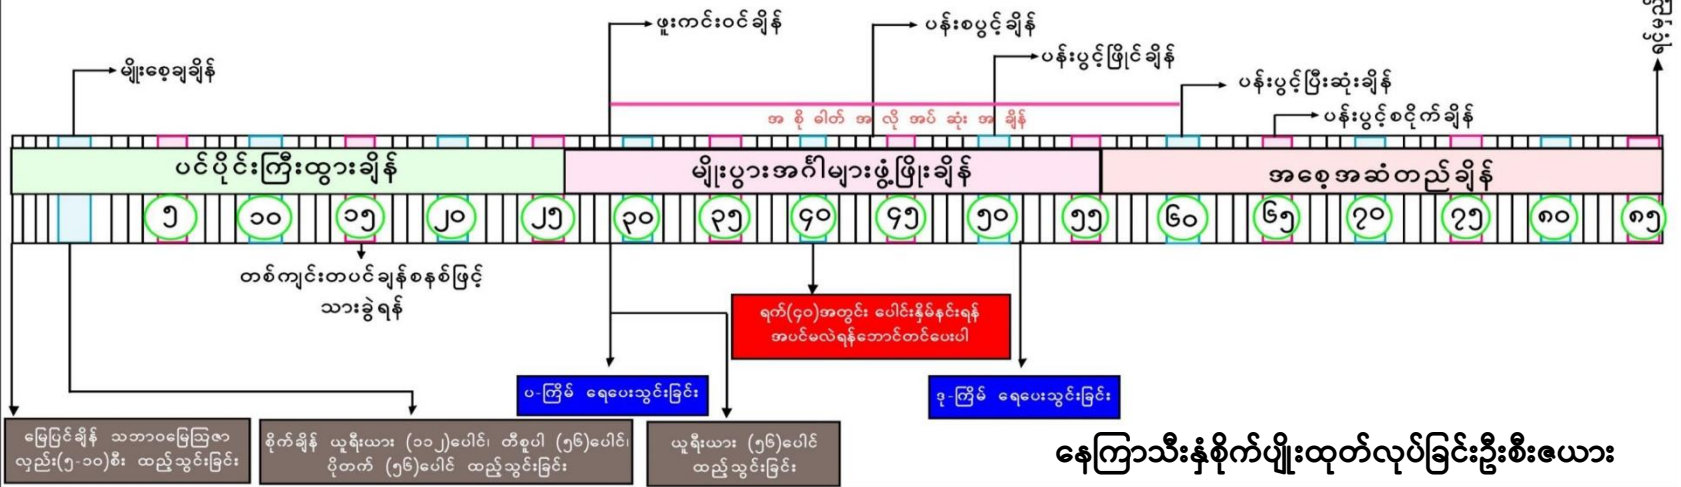 ဖူးကင်းဝင်ချိန်
ပန်းစပွင့်ချိန်
ပန်းပွင့်ဖြိုင်ချိန်
မျိုးစေ့ချချိန်
ပန်းပွင့်ပြီးဆုံးချိန်
ပန်းပွင့်စငိုက်ချိန်
အစိုဓါတ်အလိုအပ်ဆုံးအချိန်
ပင်ပိုင်းကြီးထွားချိန်
မျိုးပွားအင်္ဂါများဖွံ့ဖြိုးချိန်
အစေ့အဆံတည်ချိန်
၅ ၁၀ ၁၅ ၂၀ ၂၅ ၃၀ ၃၅ ၄၀ ၄၅ ၅၀ ၅၅ ၆၀ ၆၅ ၇၀ ၇၅ ၈၀ ၈၅
တစ်ကျင်းတပင်ချန်စနစ်ဖြင့်
သားခွဲရန်
ရက်(၄၀)အတွင်း ပေါင်းနှိမ်နင်းရန်
အပင်မလဲရန်ဘောင်တင်ပေးပါ
ပ-ကြိမ် ရေပေးသွင်းခြင်း
ဒု-ကြိမ် ရေပေးသွင်းခြင်း
မြေပြင်ချိန် သဘာဝမြေဩဇာ
လှည်း(၅-၁၀)စီး ထည့်သွင်းခြင်း
စိုက်ချိန် ယူရီးယား (၁၁၂)ပေါင်၊ တီစူပါ (၅၆)ပေါင်၊
ပိုတက် (၅၆)ပေါင် ထည့်သွင်းခြင်း
ယူရီးယား (၅၆)ပေါင်
ထည့်သွင်းခြင်း
နေကြာသီးနှံစိုက်ပျိုးထုတ်လုပ်ခြင်းဦးစီးဇယား